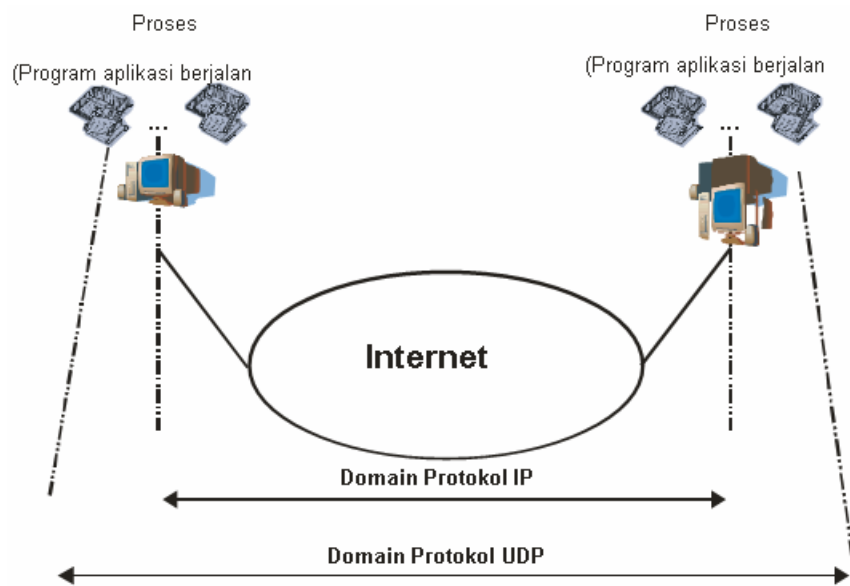 Proses
(Program aplikasi berjalan
...
Proses
(Program aplikasi berjalan
...
Internet
Domain Protokol IP
Domain Protokol UDP